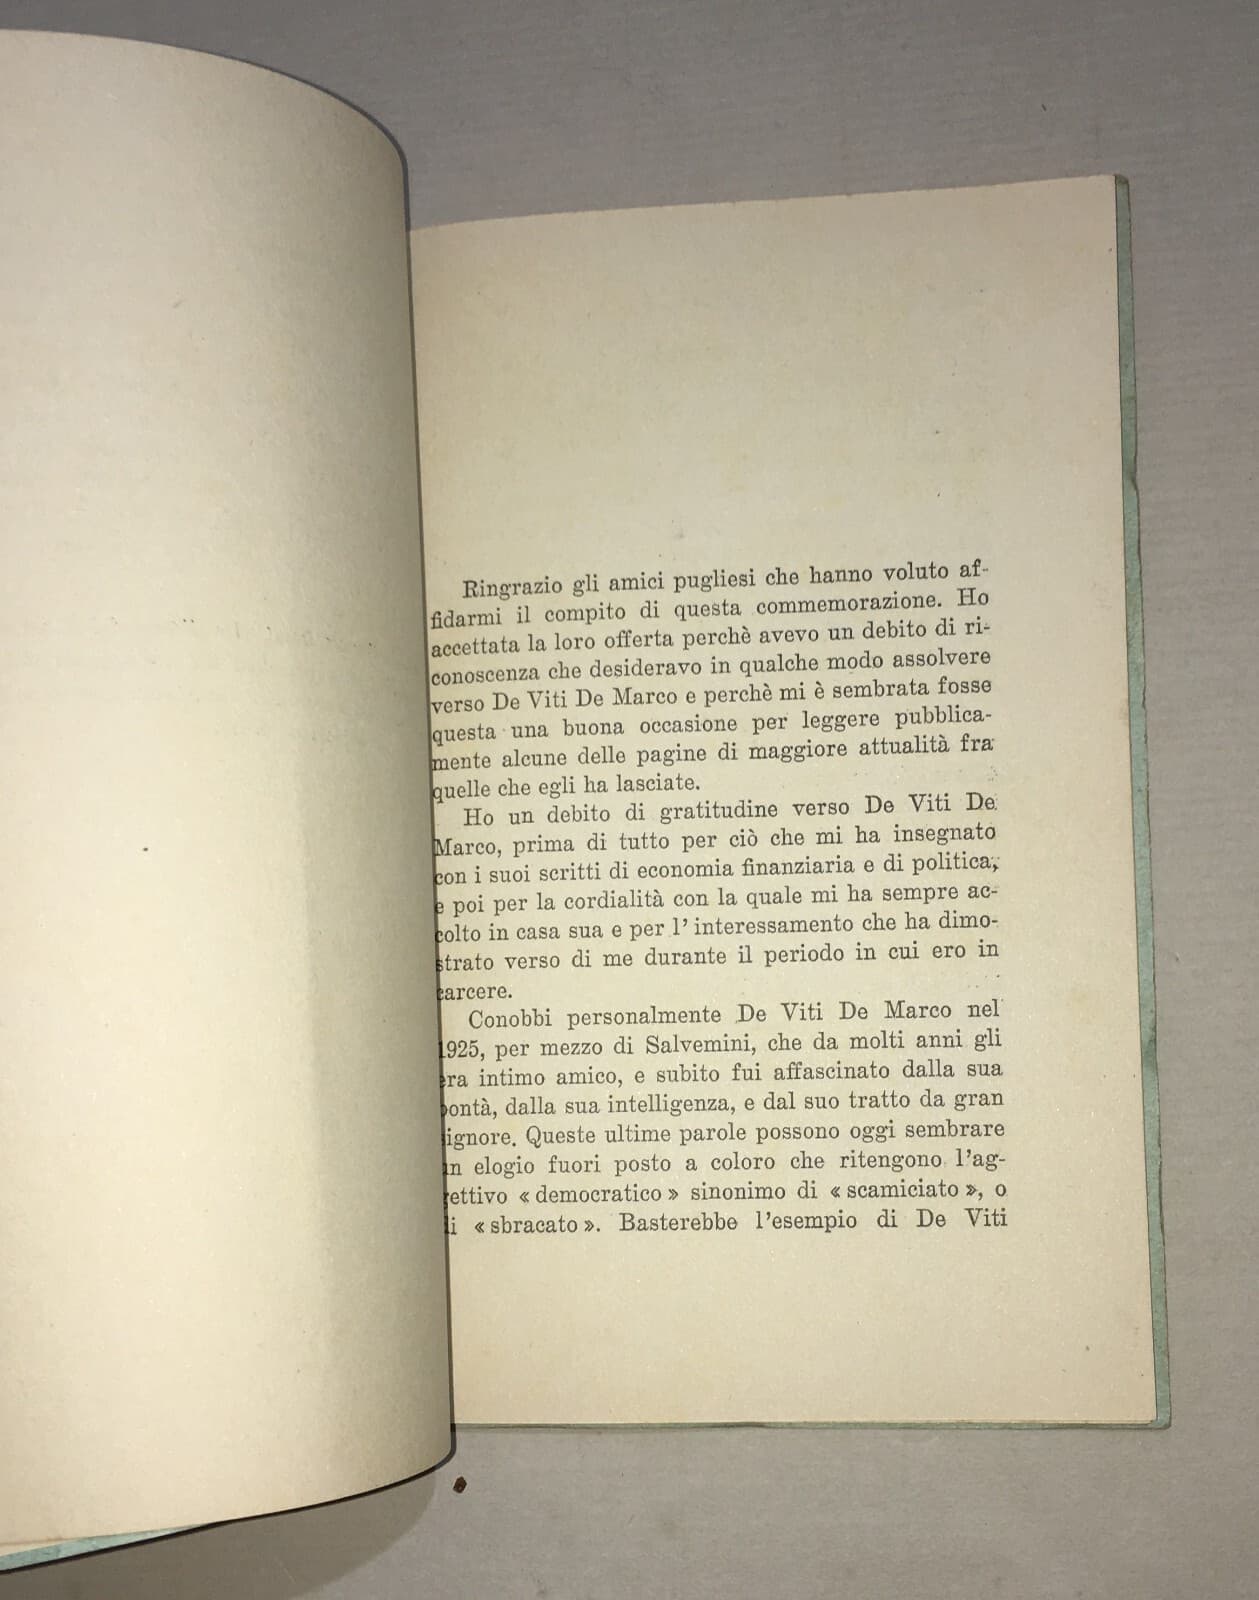 Ringrazio gli amici pugliesi che hanno voluto af-
fidarmi il compito di questa commemorazione. Ho
accettata la loro offerta perchè avevo un debito di ri-
conoscenza che desideravo in qualche modo assolvere
verso De Viti De Marco e perchè mi è sembrata fosse
questa una buona occasione per leggere pubblica-
mente alcune delle pagine di maggiore attualità fra
quelle che egli ha lasciate.
Ho un debito di gratitudine verso De Viti De
Marco, prima di tutto per ciò che mi ha insegnato
con i suoi scritti di economia finanziaria e di politica,
e poi per la cordialità con la quale mi ha sempre ac-
colto in casa sua e per l' interessamento che ha dimo-
strato verso di me durante il periodo in cui ero in
carcere.
Conobbi personalmente De Viti De Marco nel
1925, per mezzo di Salvemini, che da molti anni gli
era intimo amico, e subito fui affascinato dalla sua
bontà, dalla sua intelligenza, e dal suo tratto da gran
signore. Queste ultime parole possono oggi sembrare
un elogio fuori posto a coloro che ritengono l'ag-
gettivo « democratico » sinonimo di « scamiciato », o
di « sbracato ». Basterebbe l'esempio di De Viti